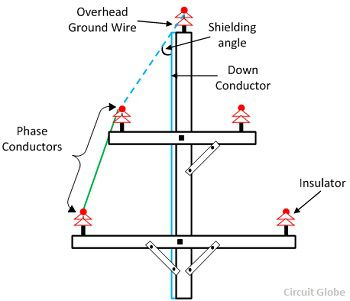 Overhead
Ground Wire
Shielding
angle
Down
Conductor
Phase
Conductors
Insulator
Circuit Globe